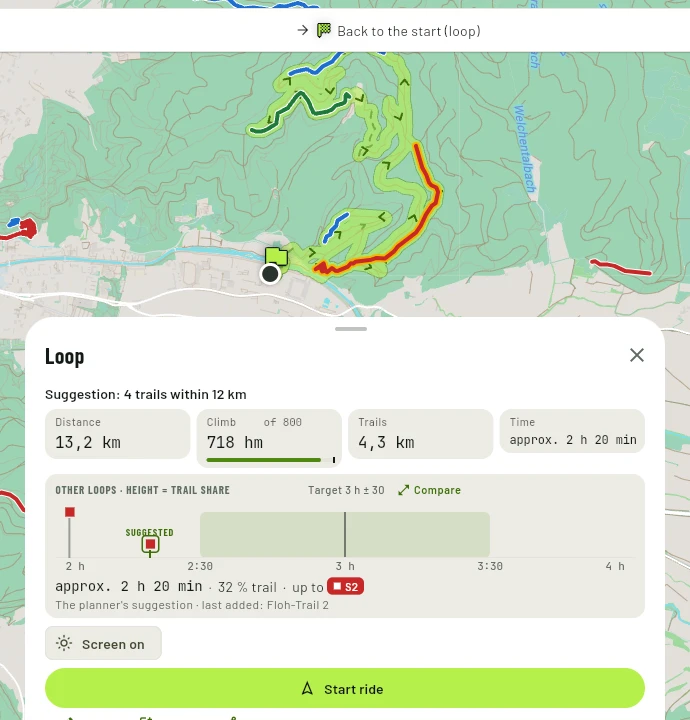 Back to the start (loop)
Welchentalbach
Loop
Suggestion: 4 trails within 12 km
Distance
13,2 km
Climb of 800
718 hm
Trails
4,3 km
Time
approx. 2 h 20 min
OTHER LOOPS · HEIGHT = TRAIL SHARE
Target 3 h ± 30
Compare
SUGGESTED
2 h
2:30
3 h
3:30
4 h
approx. 2 h 20 min · 32 % trail · up to S2
The planner's suggestion · last added: Floh-Trail 2
Screen on
Start ride